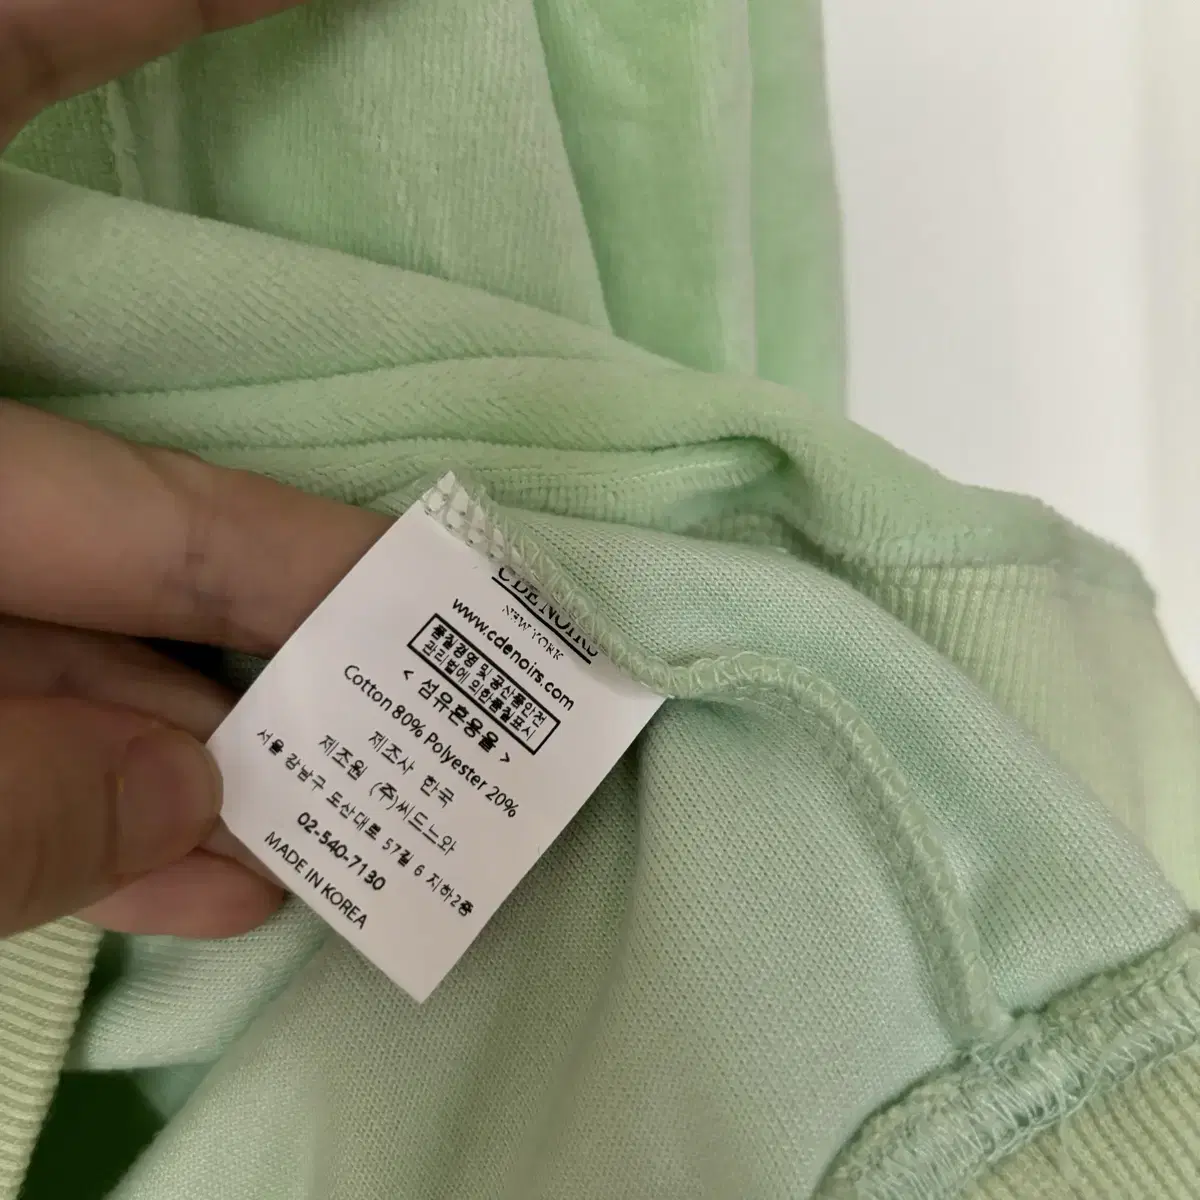 CDE NOIRS
NEW YORK
www.cdenoirs.com
품질경영 및 공산품안전
관리법에 의한품질표시
< 섬유혼용율 >
Cotton 80% Polyester 20%
제조사 한국
제조원 (주)씨드느와
서울 강남구 도산대로 57길 6 지하2층
02-540-7130
MADE IN KOREA